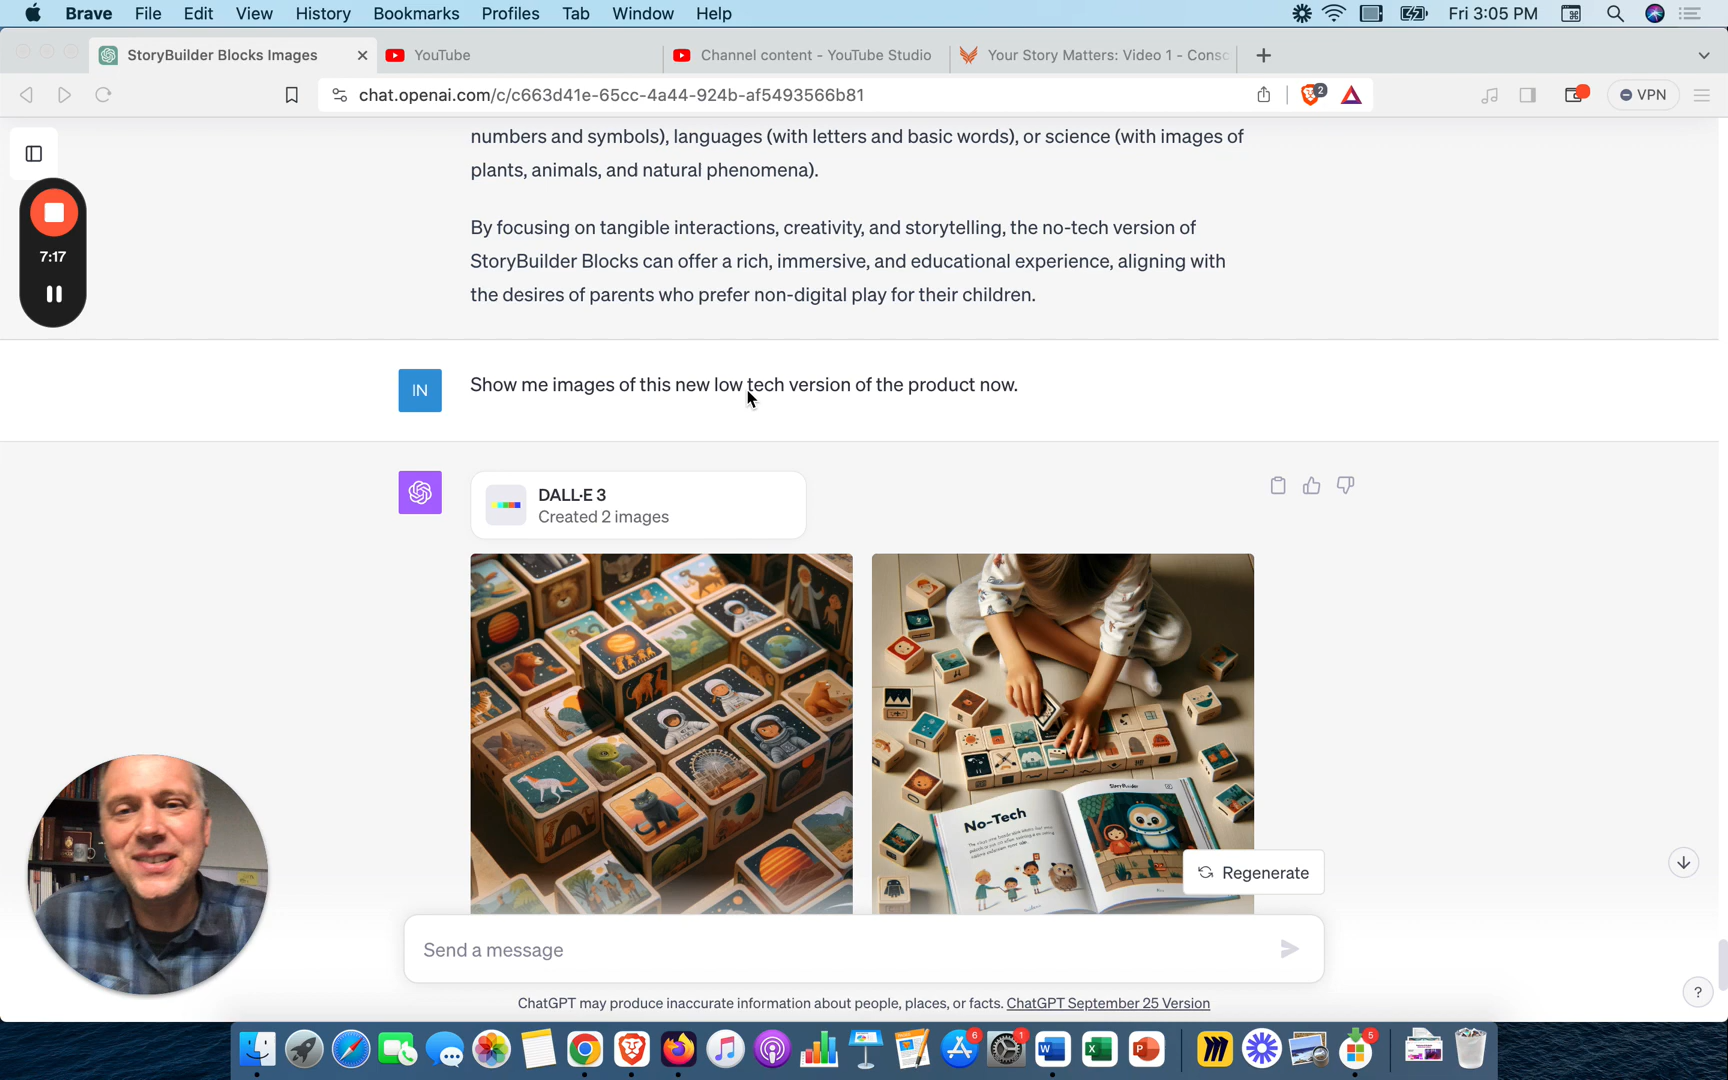 Brave File Edit View History Bookmarks Profiles Tab Window Help Fri 3:05 PM
StoryBuilder Blocks Images YouTube Channel content - YouTube Studio Your Story Matters: Video 1 - Consc
chat.openai.com/c/c663d41e-65cc-4a44-924b-af5493566b81 2 VPN
numbers and symbols), languages (with letters and basic words), or science (with images of
plants, animals, and natural phenomena).
7:17
By focusing on tangible interactions, creativity, and storytelling, the no-tech version of
StoryBuilder Blocks can offer a rich, immersive, and educational experience, aligning with
the desires of parents who prefer non-digital play for their children.
IN Show me images of this new low tech version of the product now.
DALL·E 3
Created 2 images
No-Tech
Regenerate
Send a message
ChatGPT may produce inaccurate information about people, places, or facts. ChatGPT September 25 Version
?
6 1 W X P 5